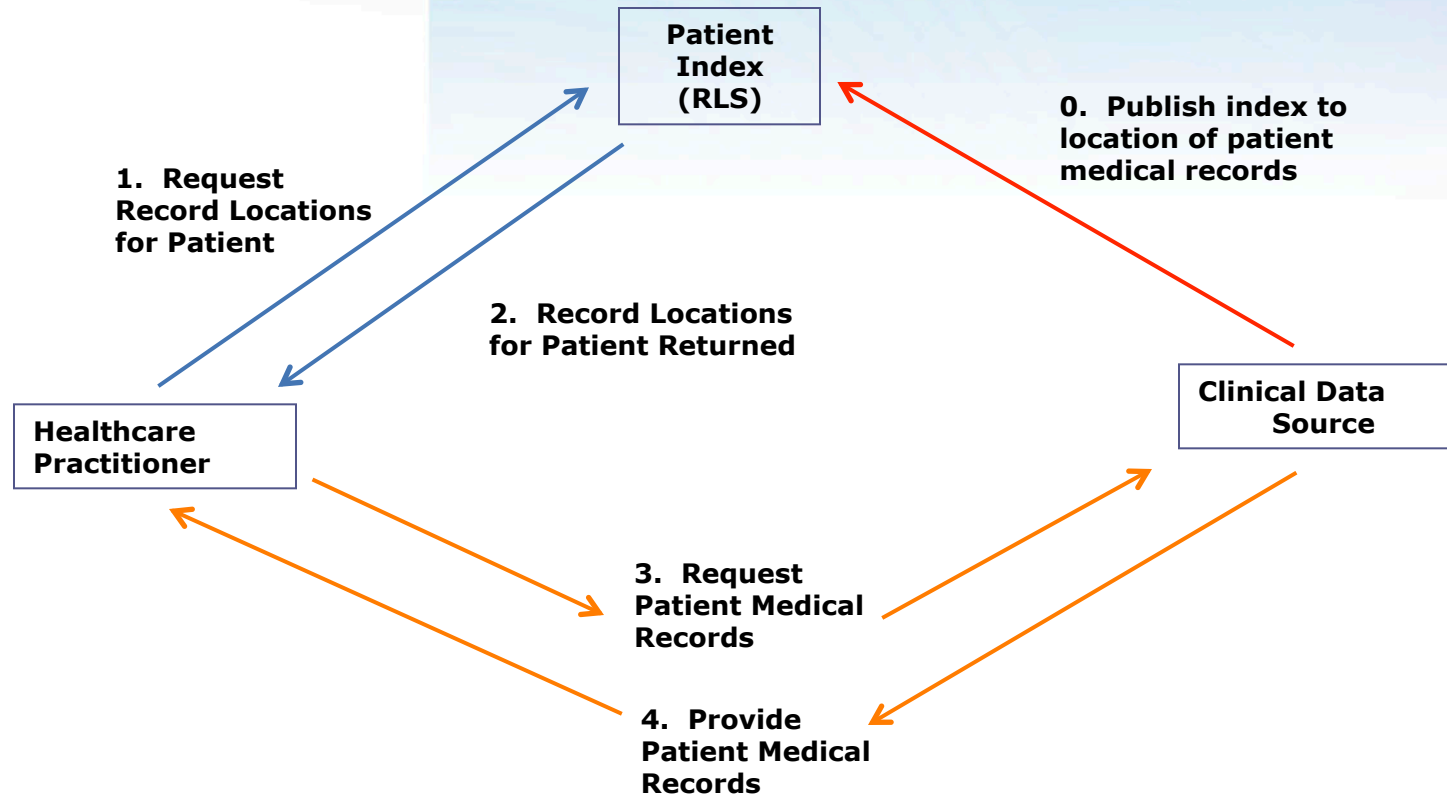 Patient
Index
(RLS)
0. Publish index to
location of patient
medical records
1. Request
Record Locations
for Patient
2. Record Locations
for Patient Returned
Clinical Data
Source
Healthcare
Practitioner
3. Request
Patient Medical
Records
4. Provide
Patient Medical
Records